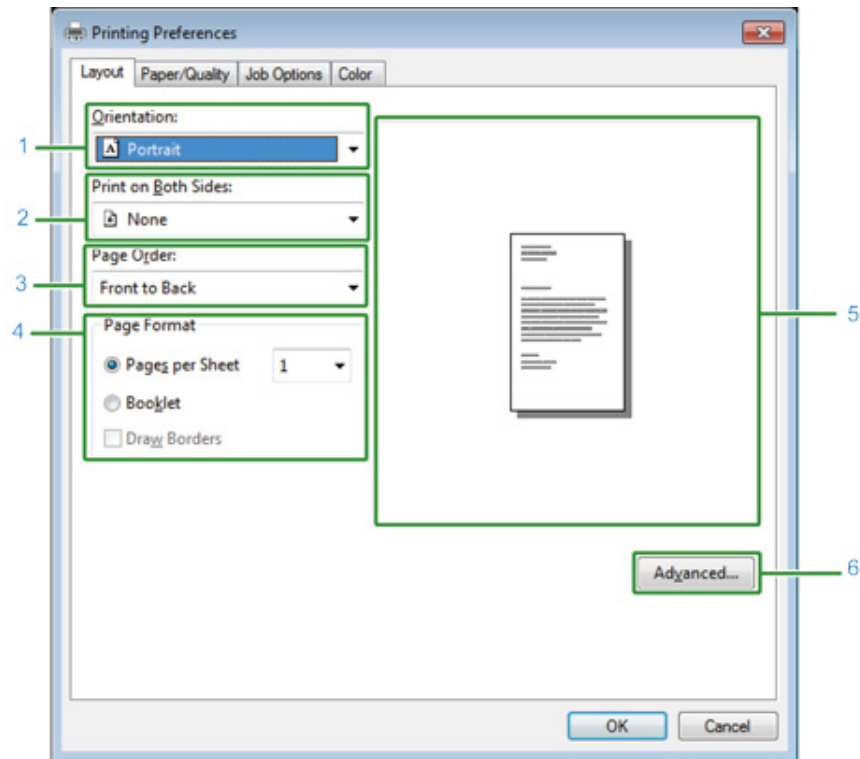 Printing Preferences
Layout Paper/Quality Job Options Color
Orientation:
1
A Portrait
Print on Both Sides:
2
None
Page Order:
3
Front to Back
4
Page Format
Pages per Sheet 1
Booklet
Draw Borders
5
Advanced...
6
OK Cancel